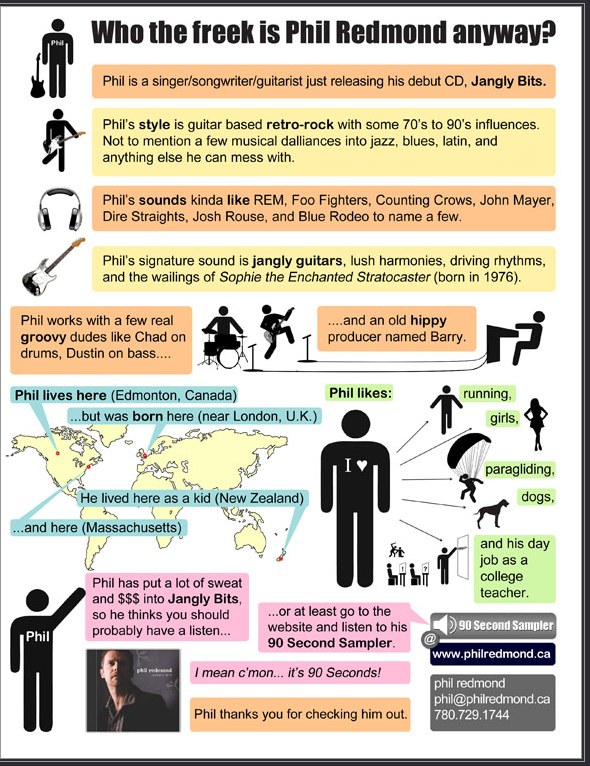 Who the freek is Phil Redmond anyway?
Phil
Phil is a singer/songwriter/guitarist just releasing his debut CD, Jangly Bits.
Phil's style is guitar based retro-rock with some 70's to 90's influences.
Not to mention a few musical dalliances into jazz, blues, latin, and
anything else he can mess with.
Phil's sounds kinda like REM, Foo Fighters, Counting Crows, John Mayer,
Dire Straights, Josh Rouse, and Blue Rodeo to name a few.
Phil's signature sound is jangly guitars, lush harmonies, driving rhythms,
and the wailings of Sophie the Enchanted Stratocaster (born in 1976).
Phil works with a few real
groovy dudes like Chad on
drums, Dustin on bass....
....and an old hippy
producer named Barry.
Phil lives here (Edmonton, Canada)
...but was born here (near London, U.K.)
He lived here as a kid (New Zealand)
...and here (Massachusetts)
Phil likes:
I ♥
running,
girls,
paragliding,
dogs,
and his day
job as a
college
teacher.
! ?
Phil
Phil has put a lot of sweat
and $$$ into Jangly Bits,
so he thinks you should
probably have a listen...
...or at least go to the
website and listen to his
90 Second Sampler.
phil redmond
I mean c'mon... it's 90 Seconds!
Phil thanks you for checking him out.
90 Second Sampler
@
www.philredmond.ca
phil redmond
phil@philredmond.ca
780.729.1744